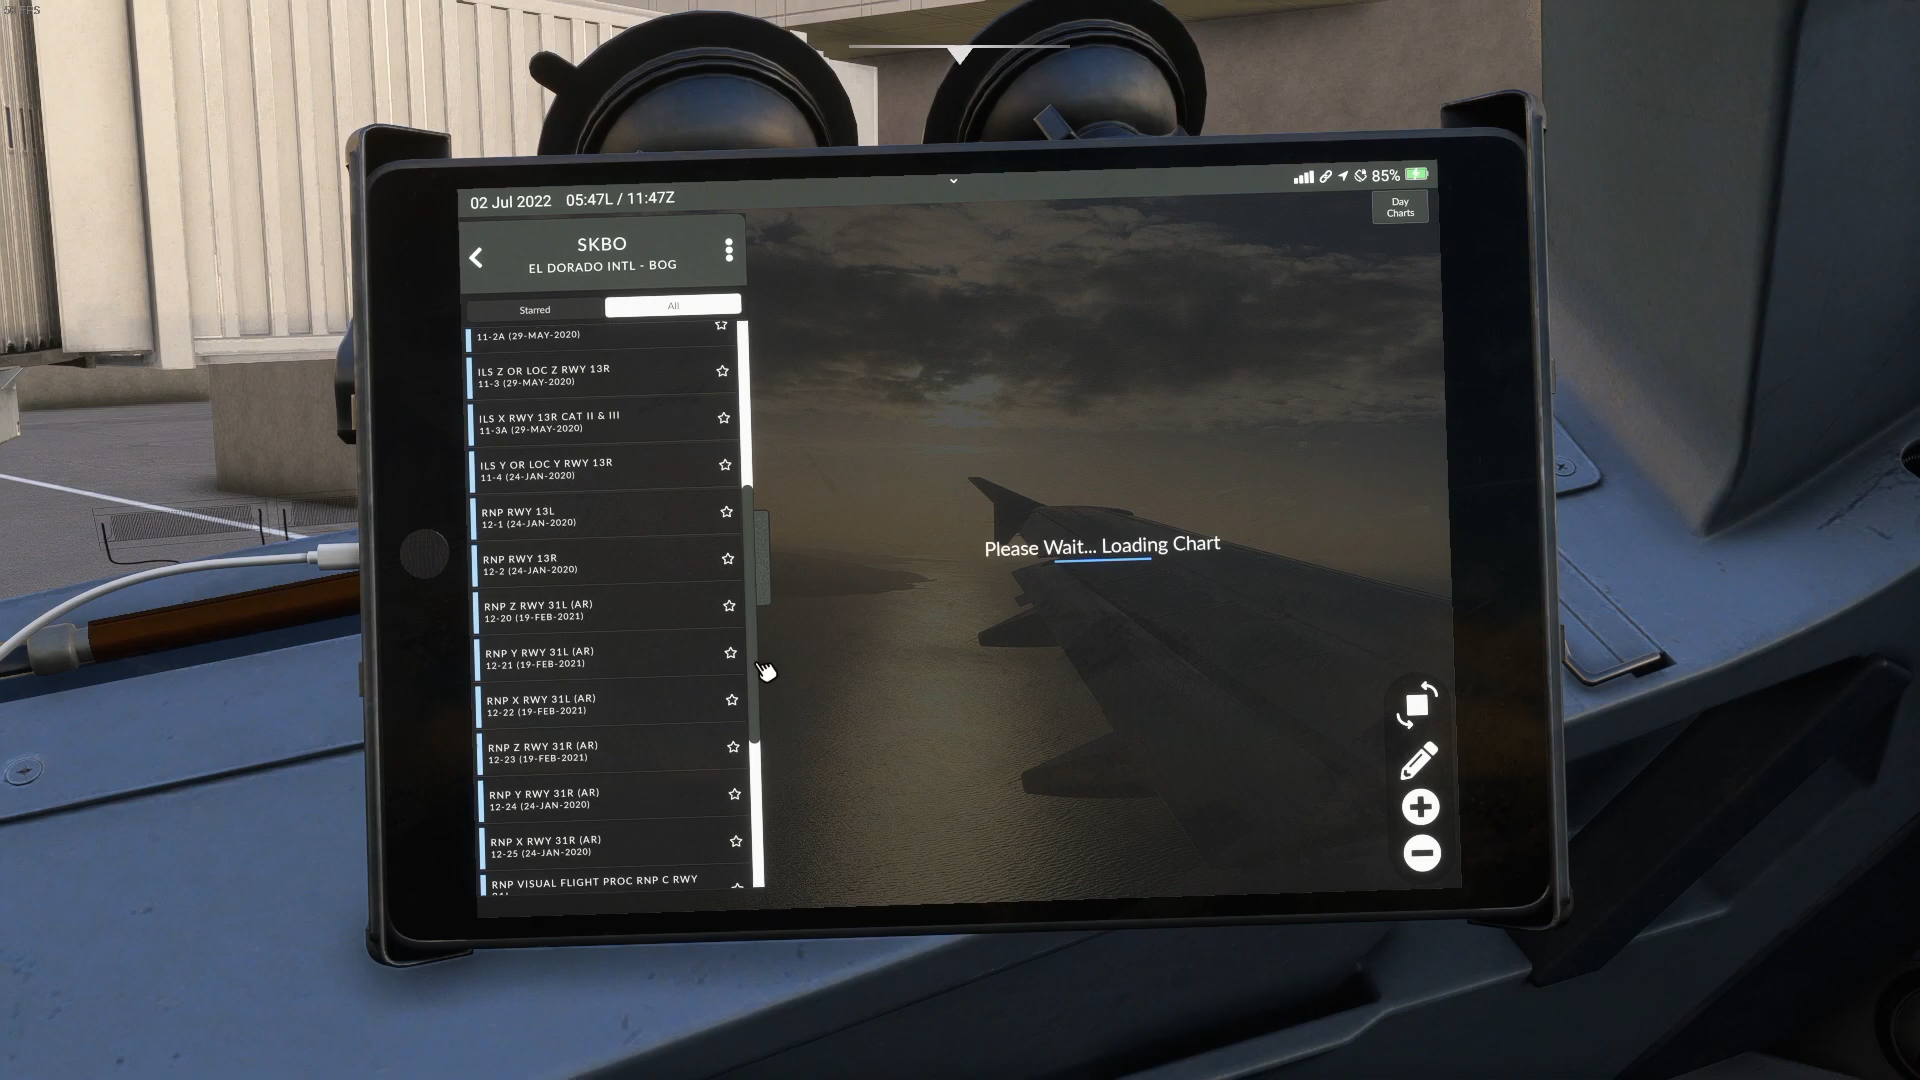 02 Jul 2022 05:47L / 11:47Z
85%
Day
Charts
SKBO
EL DORADO INTL - BOG
Starred
All
11-2A (29-MAY-2020)
ILS Z OR LOC Z RWY 13R
11-3 (29-MAY-2020)
ILS X RWY 13R CAT II & III
11-3A (29-MAY-2020)
ILS Y OR LOC Y RWY 13R
11-4 (24-JAN-2020)
RNP RWY 13L
12-1 (24-JAN-2020)
RNP RWY 13R
12-2 (24-JAN-2020)
RNP Z RWY 31L (AR)
12-20 (19-FEB-2021)
RNP Y RWY 31L (AR)
12-21 (19-FEB-2021)
RNP X RWY 31L (AR)
12-22 (19-FEB-2021)
RNP Z RWY 31R (AR)
12-23 (19-FEB-2021)
RNP Y RWY 31R (AR)
12-24 (24-JAN-2020)
RNP X RWY 31R (AR)
12-25 (24-JAN-2020)
RNP VISUAL FLIGHT PROC RNP C RWY
Please Wait... Loading Chart